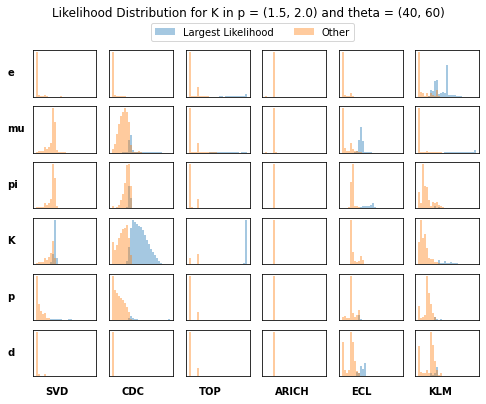 Likelihood Distribution for K in p = (1.5, 2.0) and theta = (40, 60)
Largest Likelihood Other
e
mu
pi
K
p
d
SVD CDC TOP ARICH ECL KLM